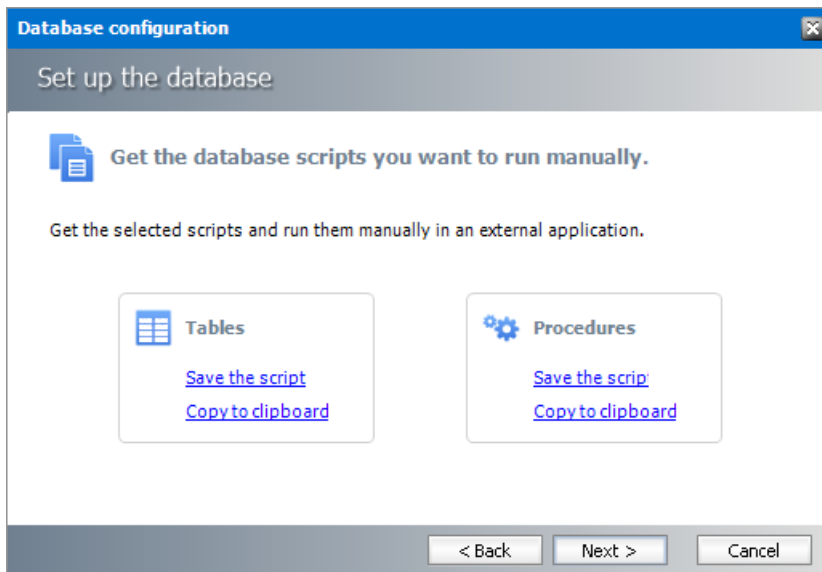 Database configuration
Set up the database
Get the database scripts you want to run manually.
Get the selected scripts and run them manually in an external application.
Tables
Save the script
Copy to clipboard
Procedures
Save the scrip
Copy to clipboard
< Back
Next >
Cancel